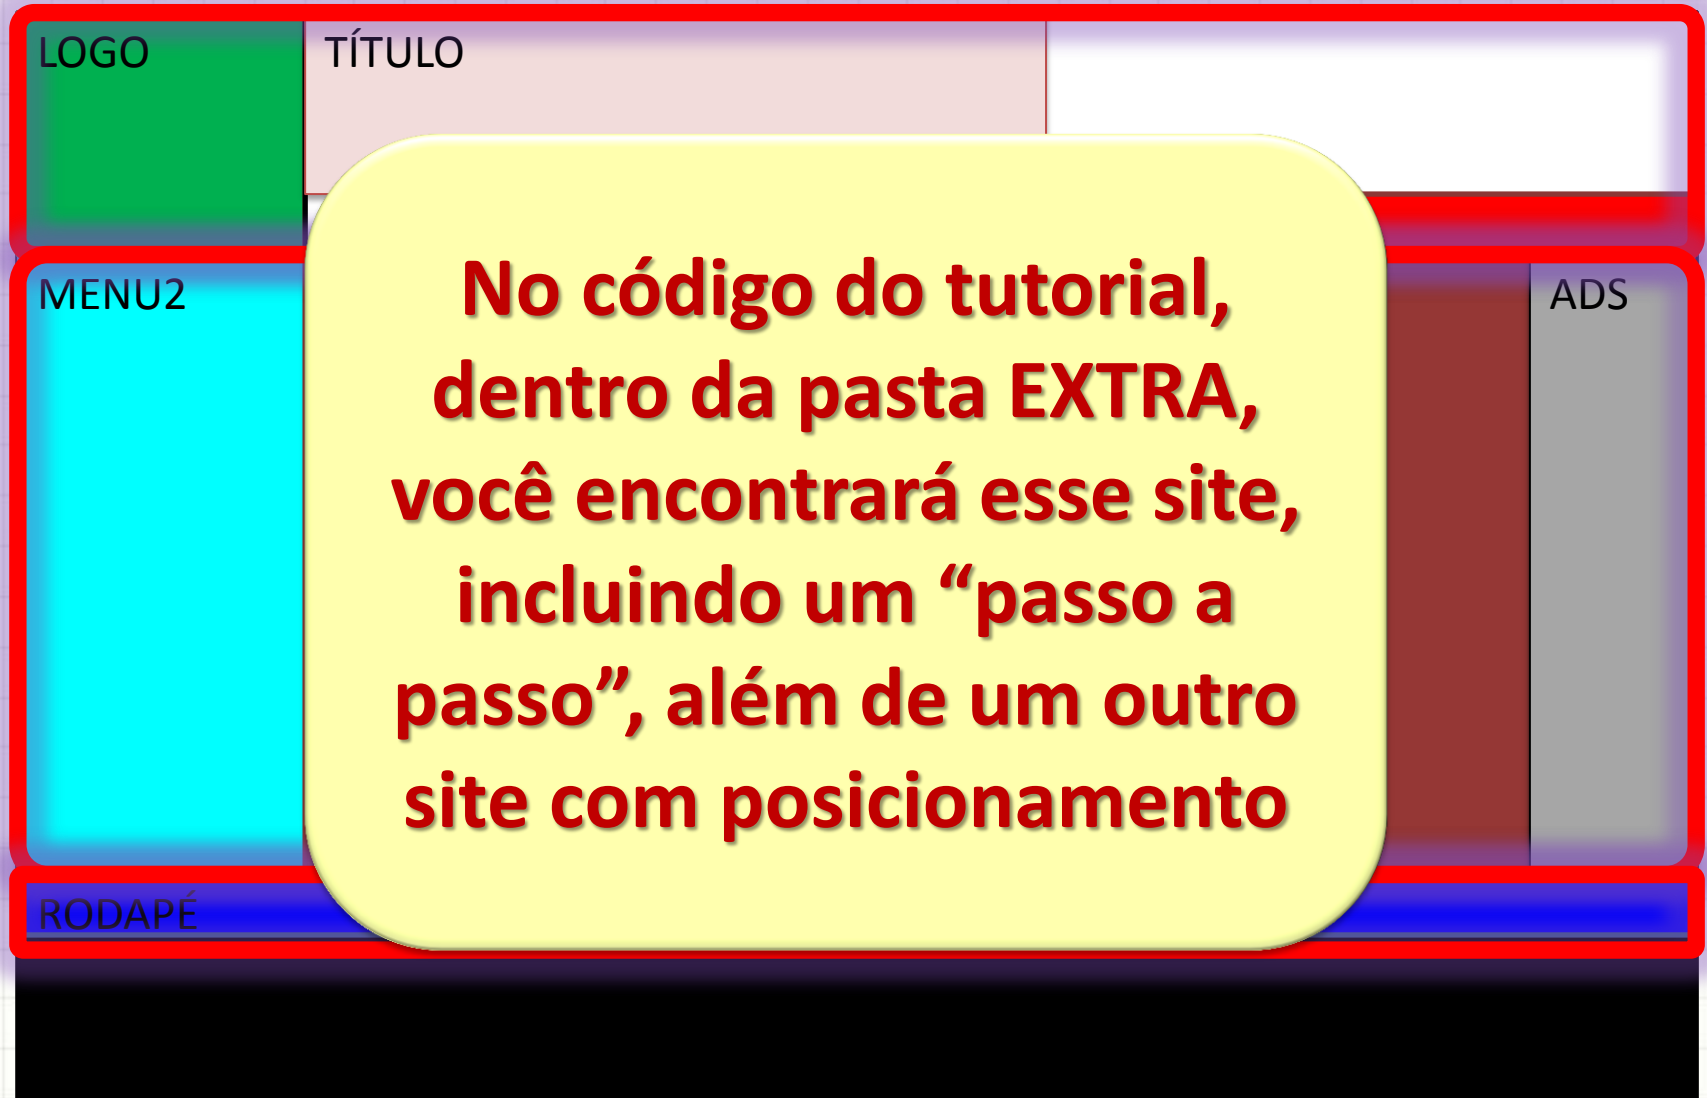 LOGO
TÍTULO
MENU2
ADS
No código do tutorial,
dentro da pasta EXTRA,
você encontrará esse site,
incluindo um “passo a
passo”, além de um outro
site com posicionamento
RODAPÉ